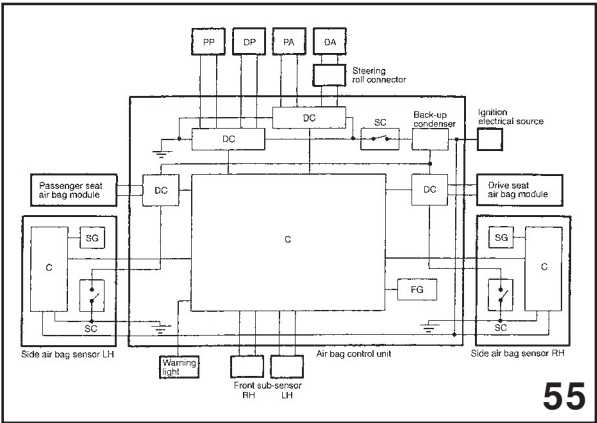 PP DP PA DA
Steering
roll connector
DC
SC
Back-up
condenser
Ignition
electrical source
DC
Passenger seat
air bag module
DC
DC
Drive seat
air bag module
C
SG
C
SC
FG
SG
C
SC
Side air bag sensor LH
Warning
light
Front sub-sensor
RH LH
Air bag control unit
Side air bag sensor RH
55